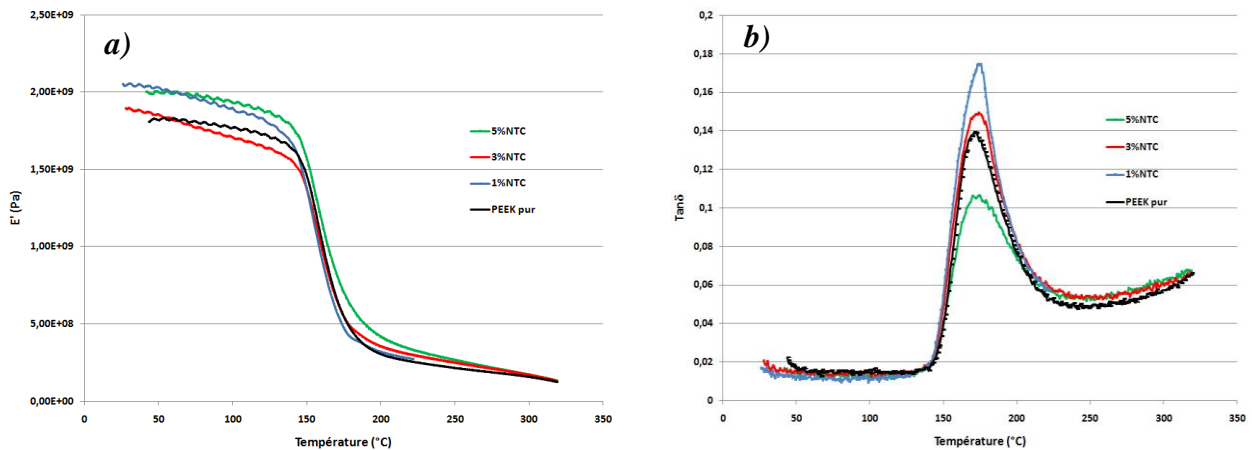 a)
2,50E+09
2,00E+09
1,50E+09
1,00E+09
5,00E+08
0,00E+00
E' (Pa)
0 50 100 150 200 250 300 350
Température (°C)
5%NTC
3%NTC
1%NTC
PEEK pur
b)
0,2
0,18
0,16
0,14
0,12
0,1
0,08
0,06
0,04
0,02
0
Tanδ
0 50 100 150 200 250 300 350
Température (°C)
5%NTC
3%NTC
1%NTC
PEEK pur